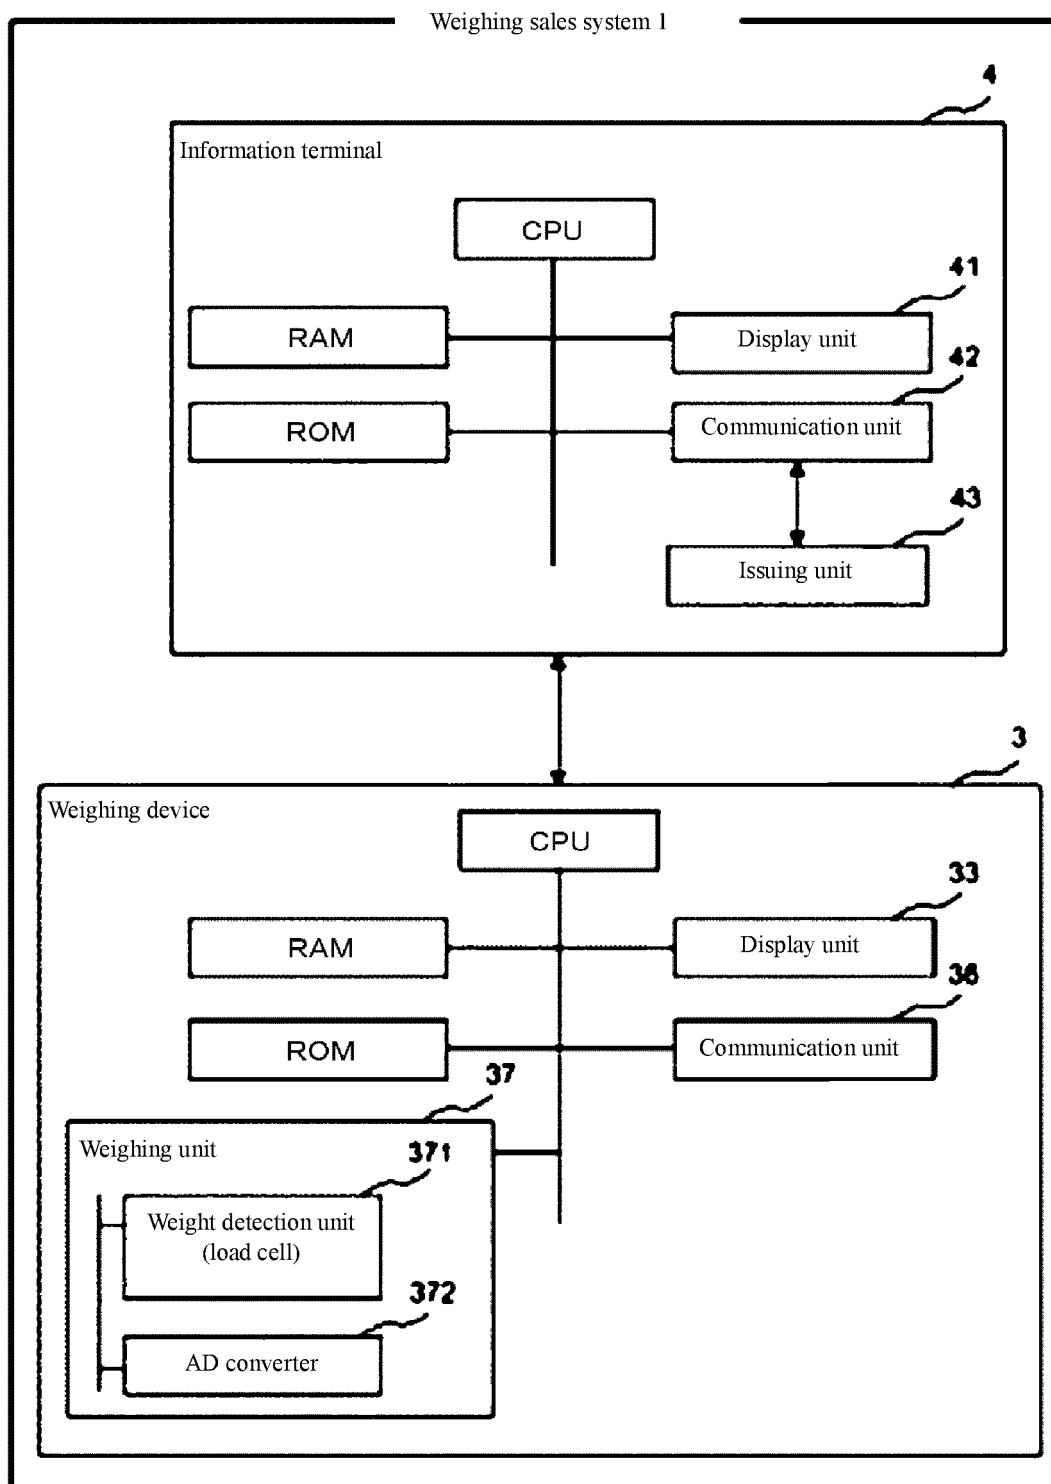 Weighing sales system 1
4
Information terminal
CPU
41
RAM
Display unit
42
ROM
Communication unit
43
Issuing unit
3
Weighing device
CPU
33
RAM
Display unit
36
ROM
Communication unit
37
Weighing unit
371
Weight detection unit
(load cell)
372
AD converter